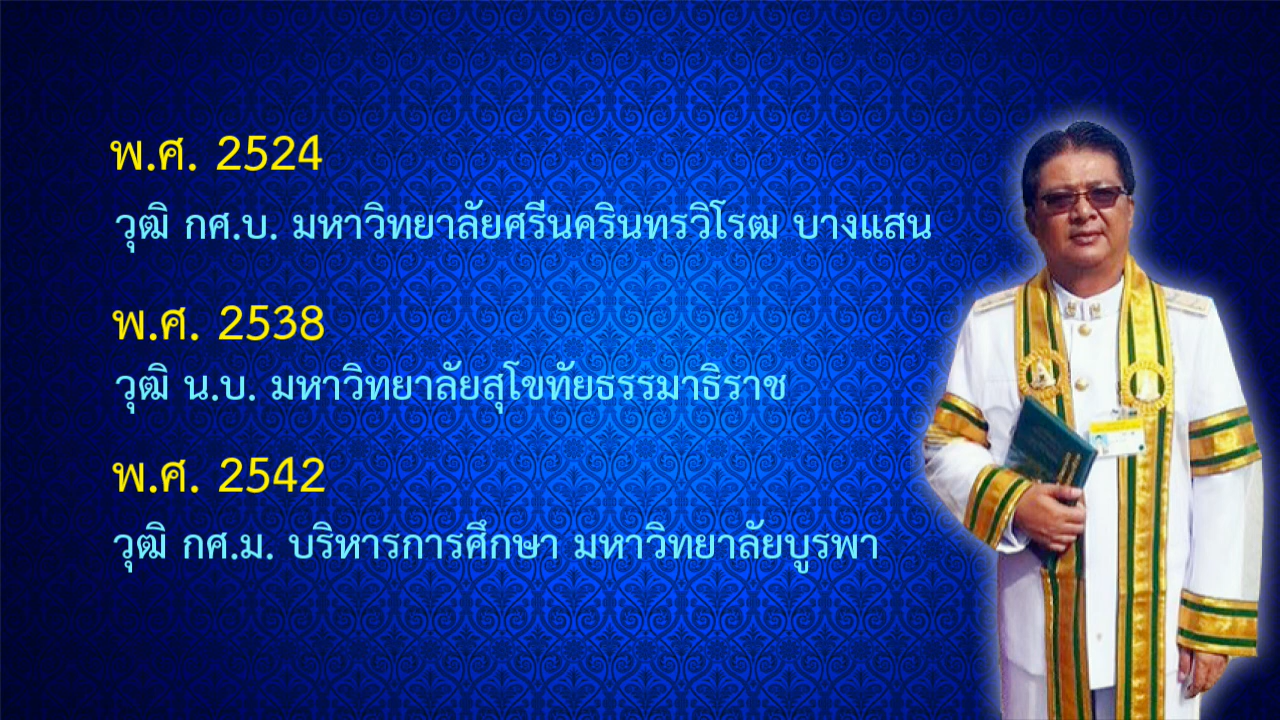 พ.ศ. 2524
วุฒิ กศ.บ. มหาวิทยาลัยศรีนครินทรวิโรฒ บางแสน
พ.ศ. 2538
วุฒิ น.บ. มหาวิทยาลัยสุโขทัยธรรมาธิราช
พ.ศ. 2542
วุฒิ กศ.ม. บริหารการศึกษา มหาวิทยาลัยบูรพา